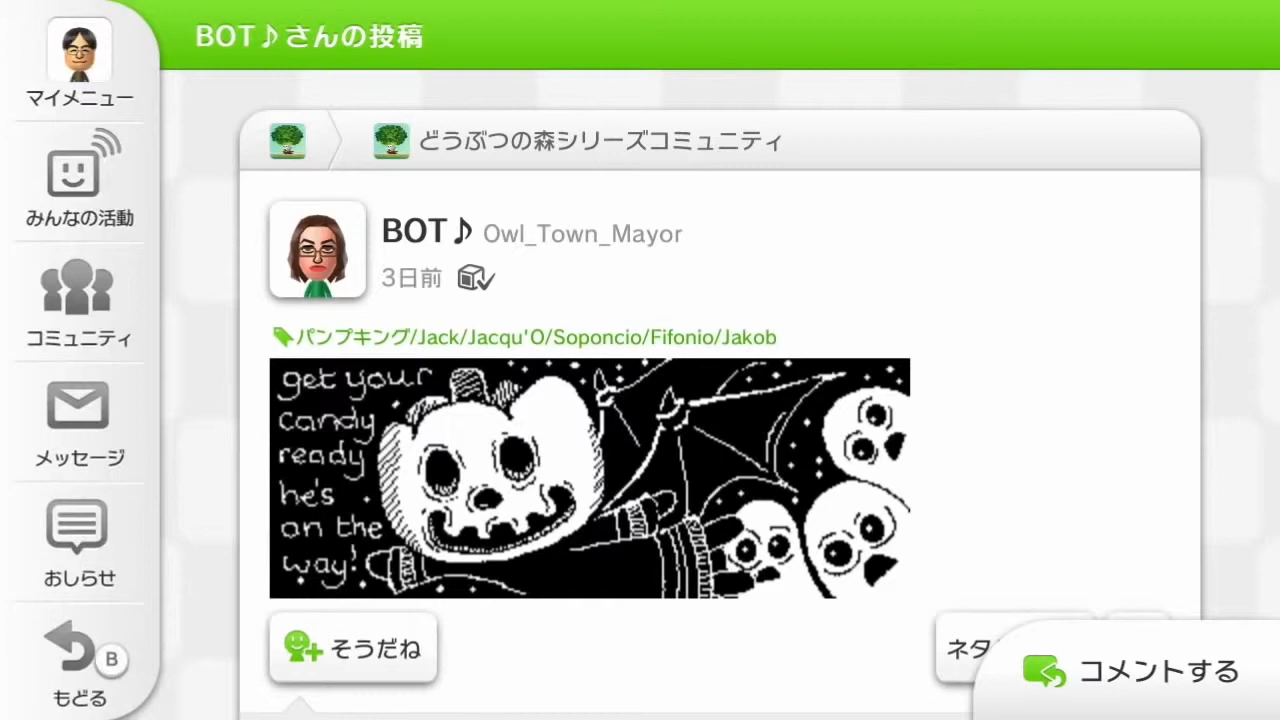 BOT♪さんの投稿
マイメニュー
みんなの活動
コミュニティ
メッセージ
おしらせ
B
もどる
どうぶつの森シリーズコミュニティ
BOT♪ Owl_Town_Mayor
3日前
パンプキング/Jack/Jacqu'O/Soponcio/Fifonio/Jakob
get your
candy
ready
he's
on the
way!
そうだね
ネタ
コメントする